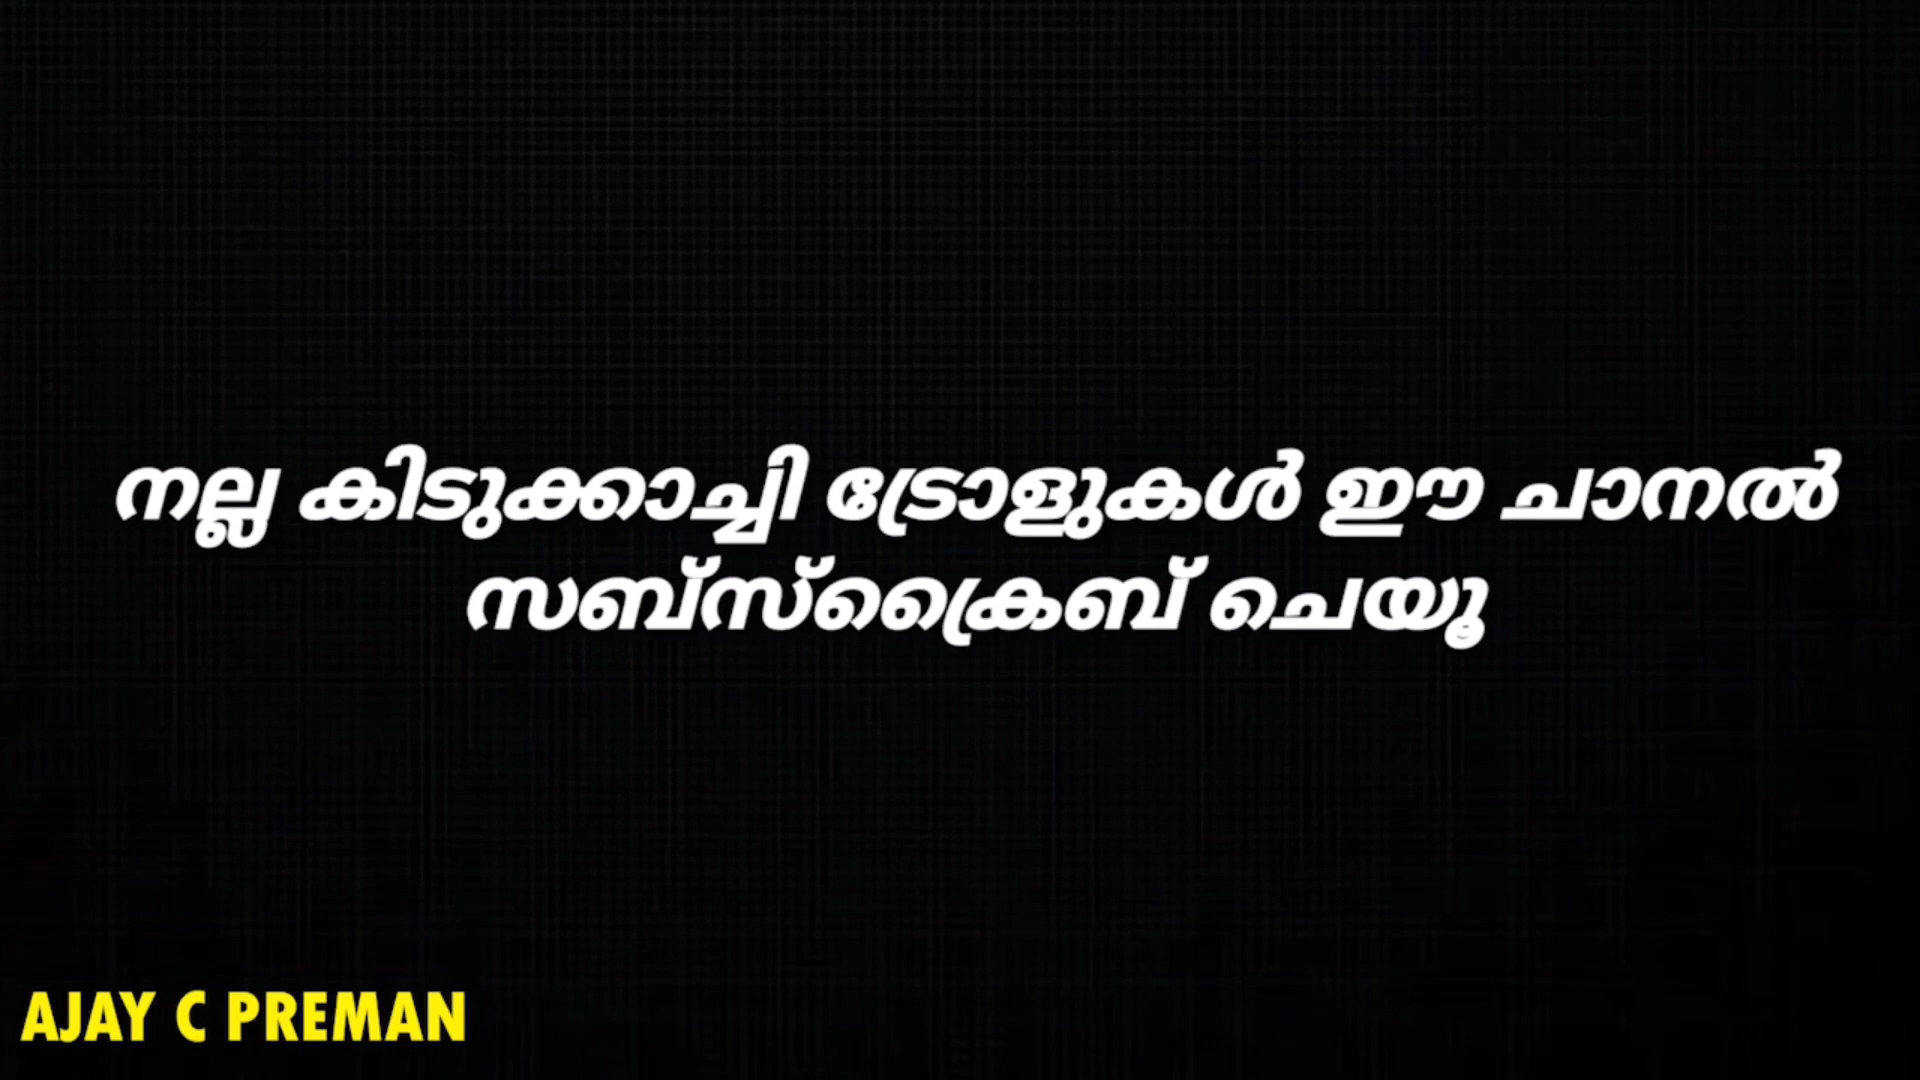 നല്ല കിടുക്കാച്ചി ട്രോളുകൾ ഈ ചാനൽ
സബ്സ്ക്രൈബ് ചെയൂ
AJAY C PREMAN